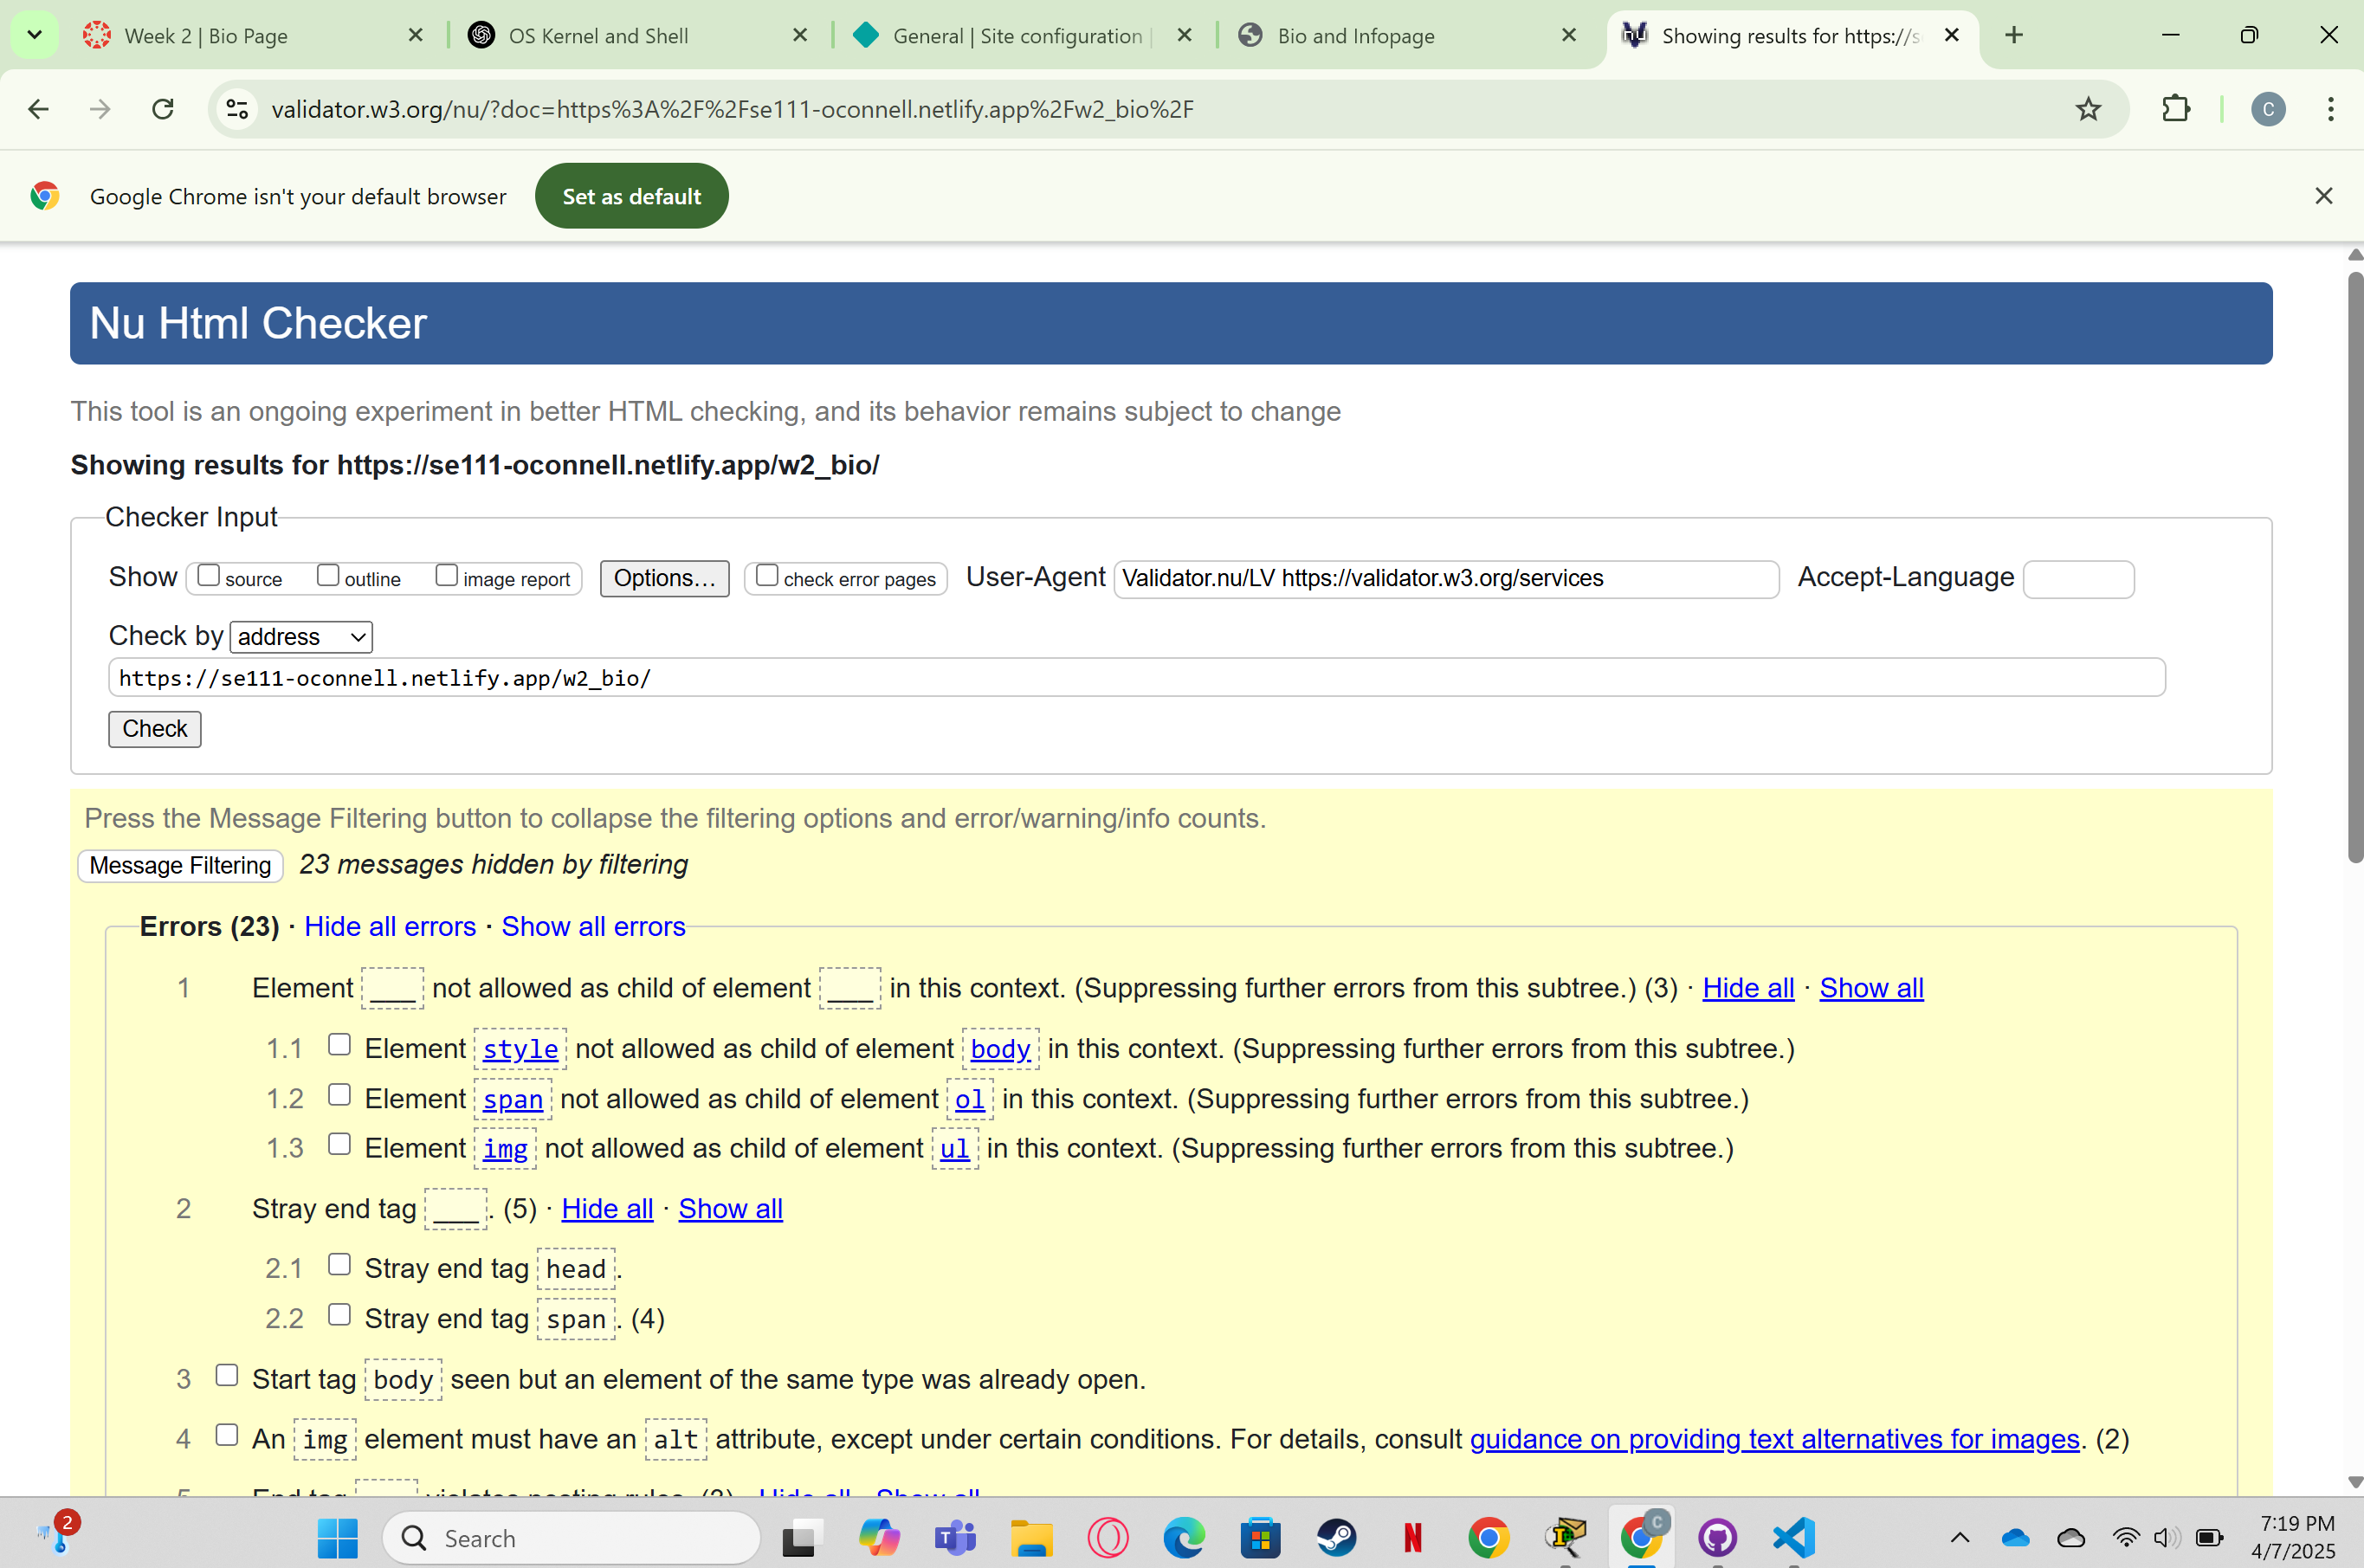 Week 2 | Bio Page
OS Kernel and Shell
General | Site configuration |
Bio and Infopage
Showing results for https://s
validator.w3.org/nu/?doc=https%3A%2F%2Fse111-oconnell.netlify.app%2Fw2_bio%2F
C
Google Chrome isn't your default browser
Set as default
Nu Html Checker
This tool is an ongoing experiment in better HTML checking, and its behavior remains subject to change
Showing results for https://se111-oconnell.netlify.app/w2_bio/
Checker Input
Show source outline image report Options... check error pages User-Agent Validator.nu/LV https://validator.w3.org/services Accept-Language
Check by address
https://se111-oconnell.netlify.app/w2_bio/
Check
Press the Message Filtering button to collapse the filtering options and error/warning/info counts.
Message Filtering 23 messages hidden by filtering
Errors (23) · Hide all errors · Show all errors
1 Element ___ not allowed as child of element ___ in this context. (Suppressing further errors from this subtree.) (3) · Hide all · Show all
1.1 Element style not allowed as child of element body in this context. (Suppressing further errors from this subtree.)
1.2 Element span not allowed as child of element ol in this context. (Suppressing further errors from this subtree.)
1.3 Element img not allowed as child of element ul in this context. (Suppressing further errors from this subtree.)
2 Stray end tag ___. (5) · Hide all · Show all
2.1 Stray end tag head.
2.2 Stray end tag span. (4)
3 Start tag body seen but an element of the same type was already open.
4 An img element must have an alt attribute, except under certain conditions. For details, consult guidance on providing text alternatives for images. (2)
2
Search
7:19 PM
4/7/2025